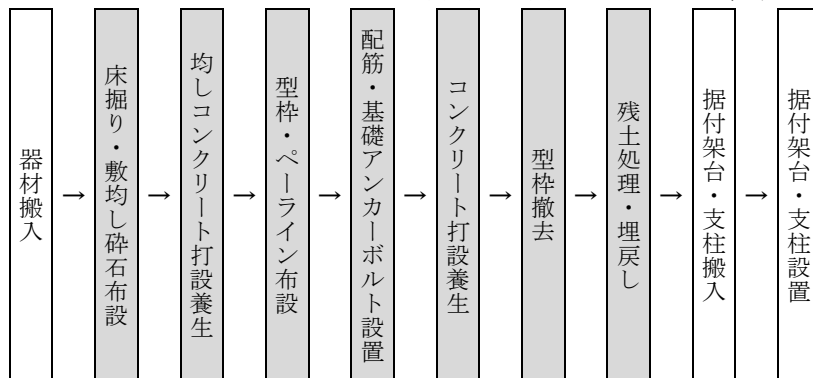 器材搬入
→
床掘り・敷均し砕石布設
→
均しコンクリート打設養生
→
型枠・ペーライン布設
→
配筋・基礎アンカーボルト設置
→
コンクリート打設養生
→
型枠撤去
→
残土処理・埋戻し
→
据付架台・支柱搬入
→
据付架台・支柱設置